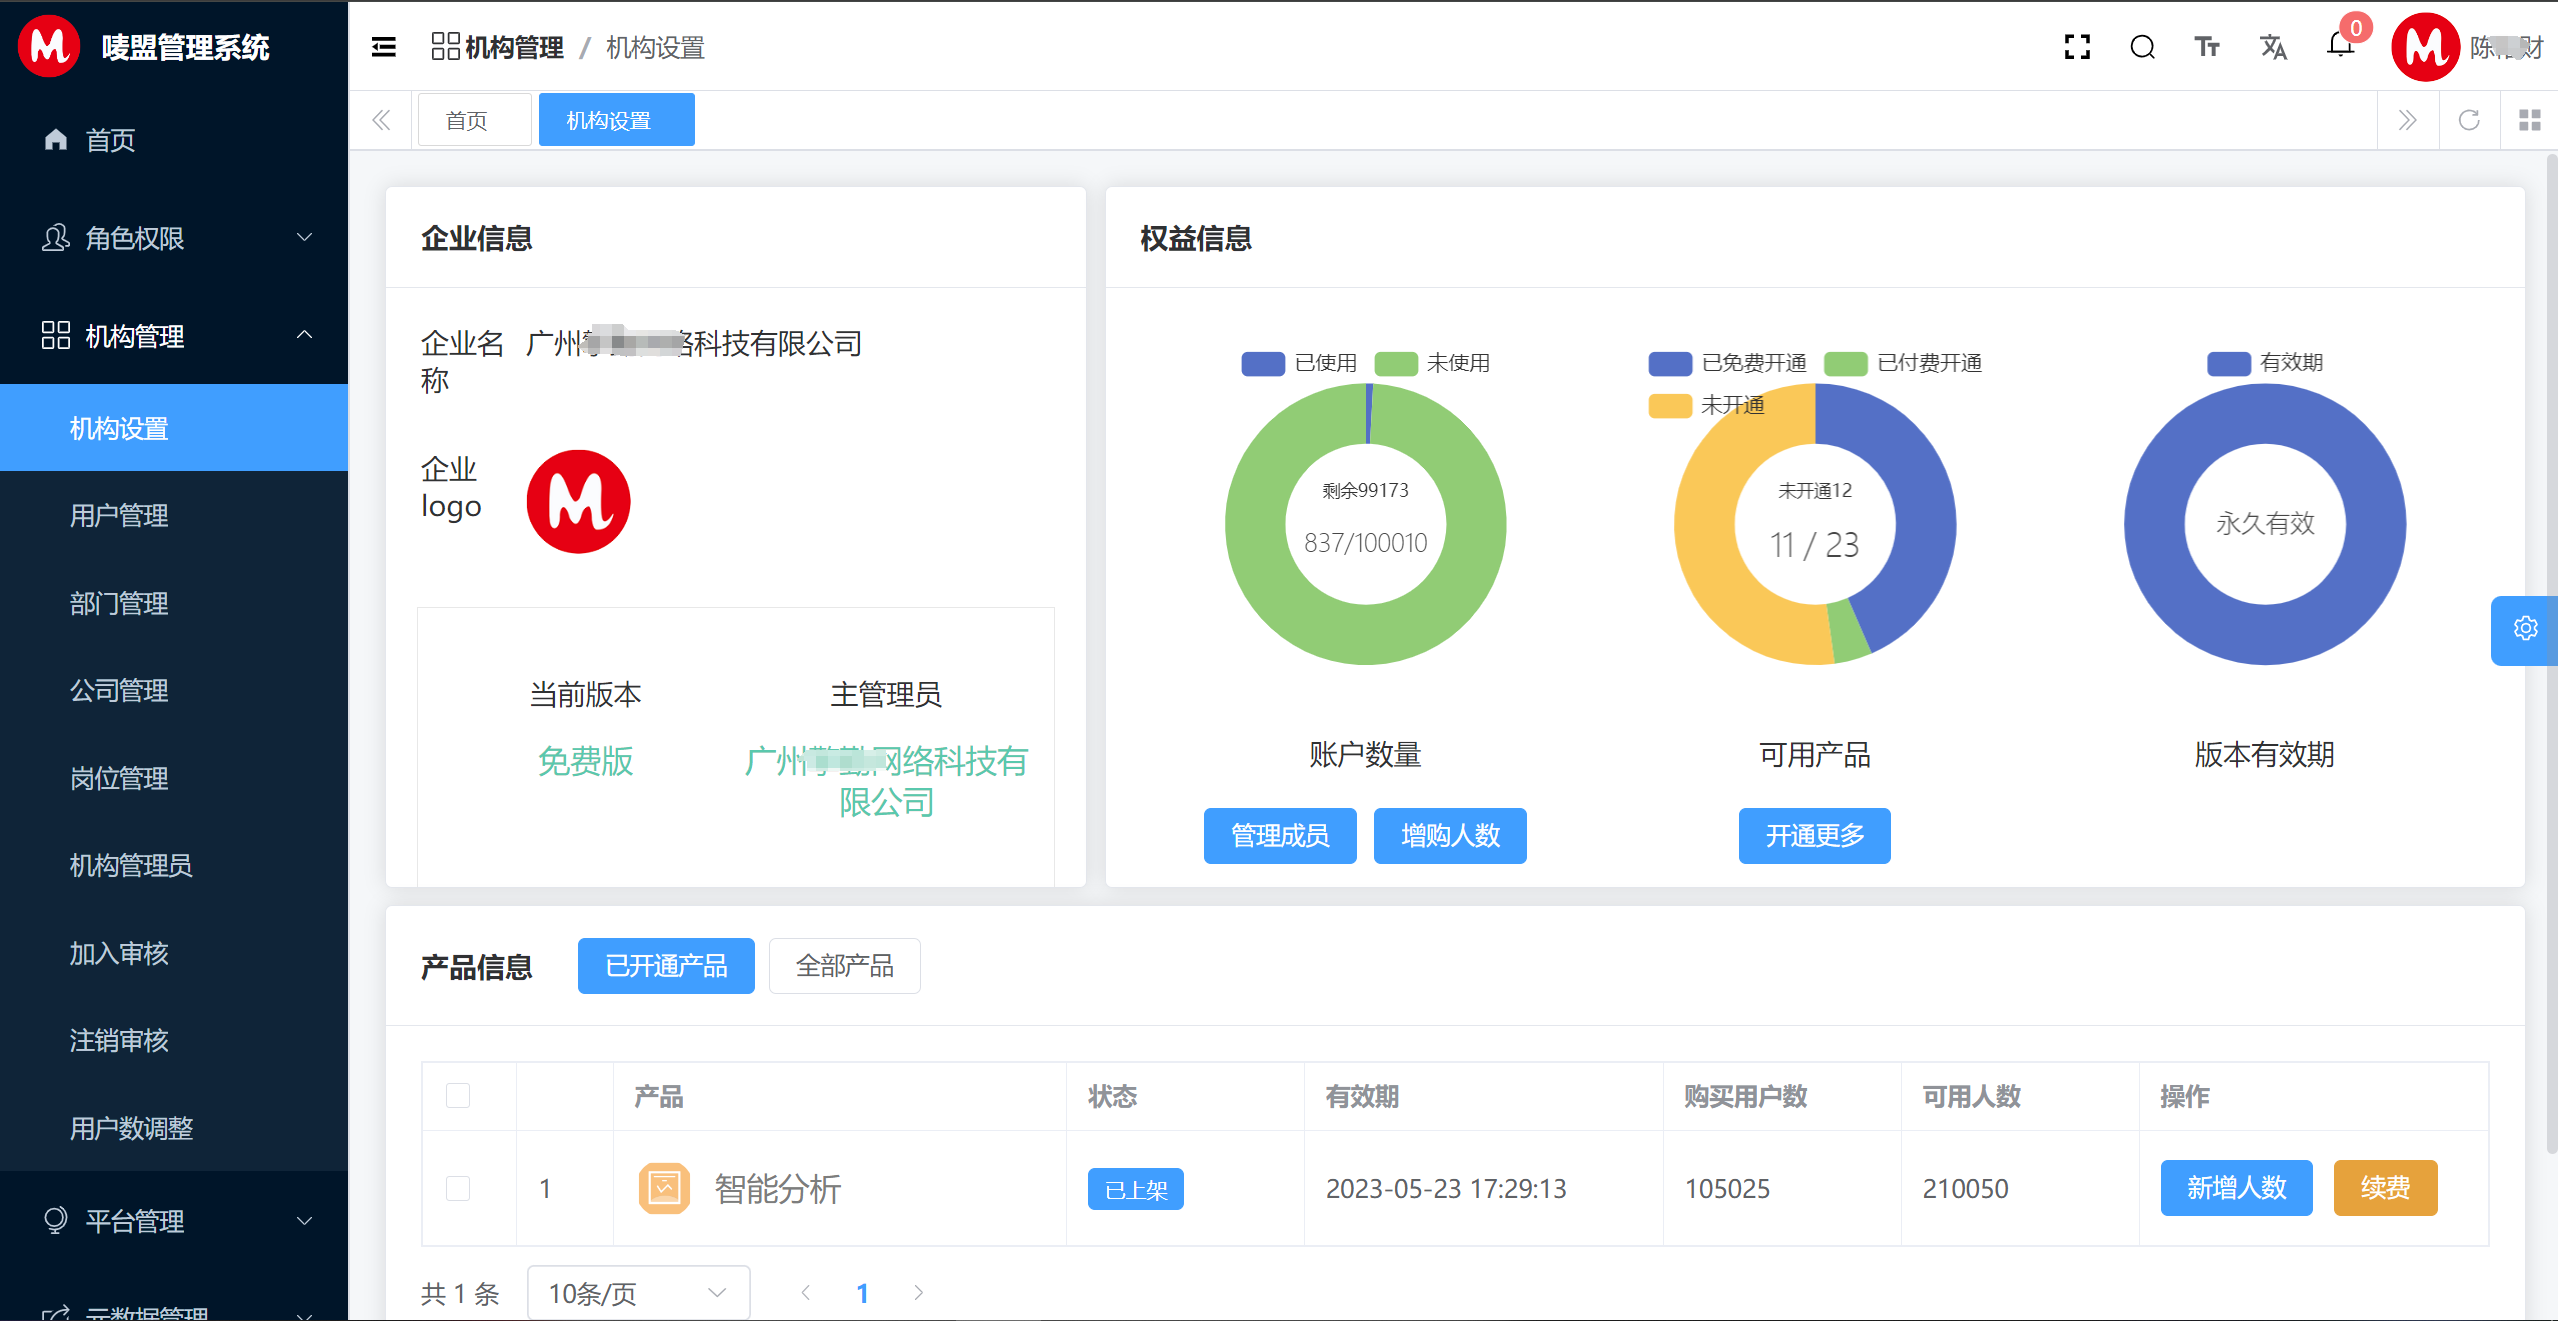 唛盟管理系统
首页
角色权限
机构管理
机构设置
用户管理
部门管理
公司管理
岗位管理
机构管理员
加入审核
注销审核
用户数调整
平台管理
元数据管理
机构管理 / 机构设置
0
陈 财
首页
机构设置
企业信息
企业名称
广州 络科技有限公司
企业logo
当前版本
免费版
主管理员
广州 网络科技有
限公司
权益信息
已使用 未使用
剩余99173
837/100010
账户数量
管理成员 增购人数
已免费开通 已付费开通
未开通
未开通12
11 / 23
可用产品
开通更多
有效期
永久有效
版本有效期
产品信息 已开通产品 全部产品
产品 状态 有效期 购买用户数 可用人数 操作
1 智能分析 已上架 2023-05-23 17:29:13 105025 210050 新增人数 续费
共 1 条 10条/页 1